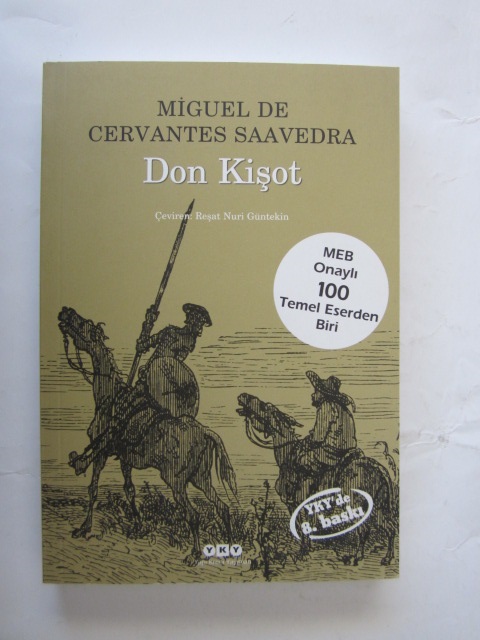 MİGUEL DE
CERVANTES SAAVEDRA
Don Kişot
Çeviren: Reşat Nuri Güntekin
MEB
Onaylı
100
Temel Eserden
Biri
YKY'de
8. baskı
YKY